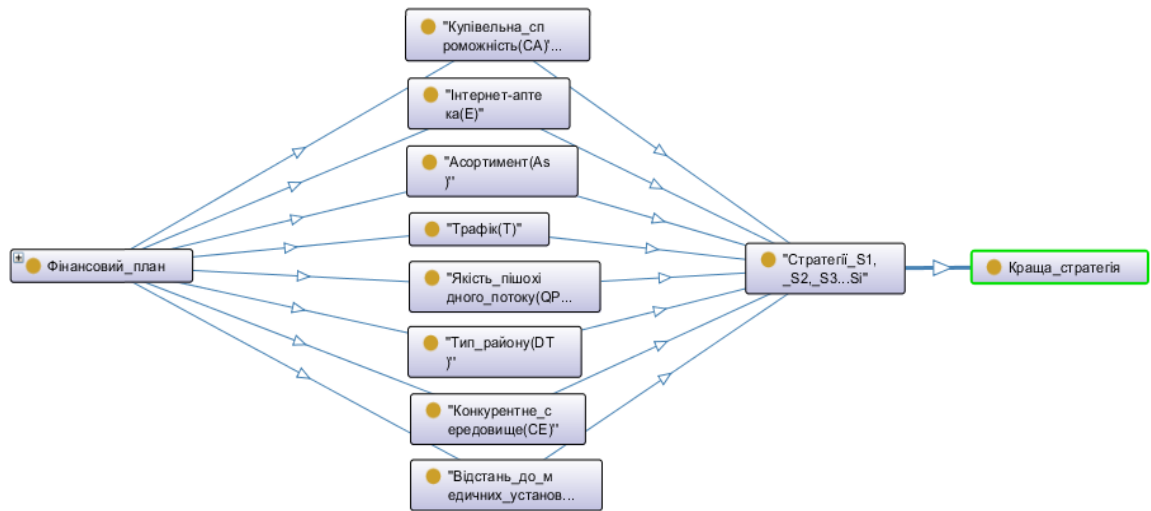 "Купівельна_сп
роможність(CA)"...
"Інтернет-апте
ка(E)"
"Асортимент(As
)"
"Трафік(T)"
Фінансовий_план
"Якість_пішохі
дного_потоку(QP...
"Стратегії_S1,
_S2,_S3...Si"
Краща_стратегія
"Тип_району(DT
)"
"Конкурентне_с
ередовище(CE)"
"Відстань_до_м
едичних_установ...